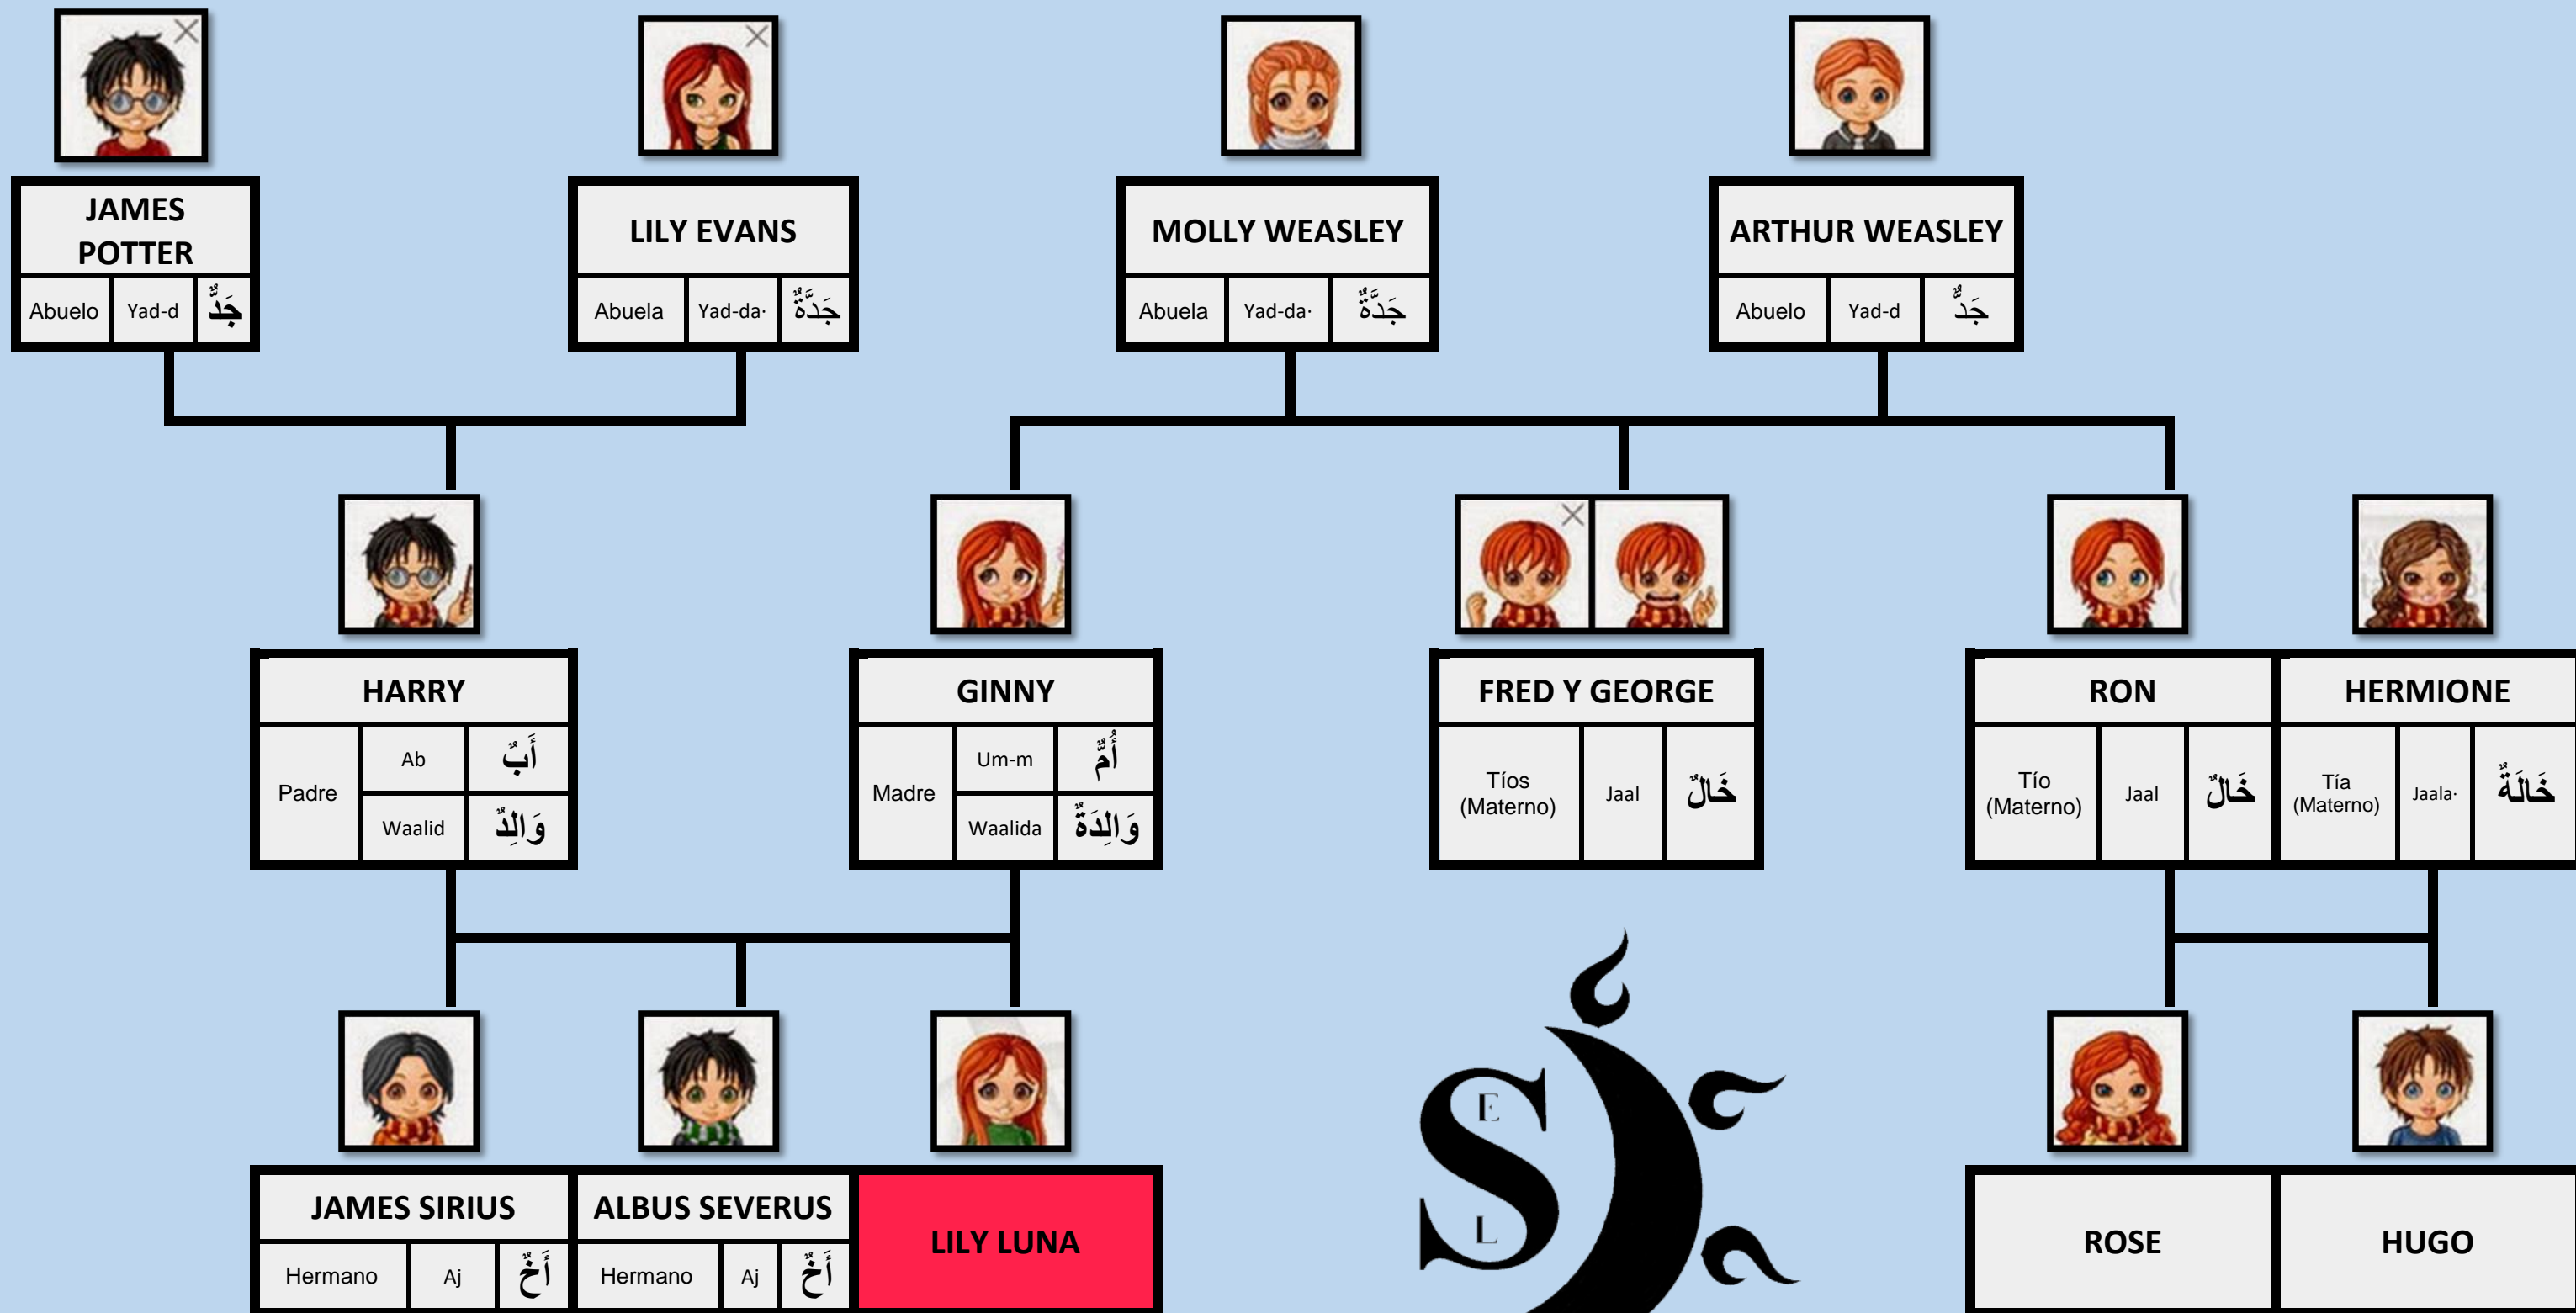 JAMES
POTTER
Abuelo Yad-d جَدٌّ
LILY EVANS
Abuela Yad-da· جَدَّةٌ
MOLLY WEASLEY
Abuela Yad-da· جَدَّةٌ
ARTHUR WEASLEY
Abuelo Yad-d جَدٌّ
HARRY
Padre
Ab أَبٌ
Waalid وَالِدٌ
GINNY
Madre
Um-m أُمٌّ
Waalida وَالِدَةٌ
FRED Y GEORGE
Tíos
(Materno)
Jaal خَالٌ
RON
Tío
(Materno)
Jaal خَالٌ
HERMIONE
Tía
(Materno)
Jaala· خَالَةٌ
JAMES SIRIUS
Hermano Aj أَخٌ
ALBUS SEVERUS
Hermano Aj أَخٌ
LILY LUNA
S
E
L
ROSE
HUGO